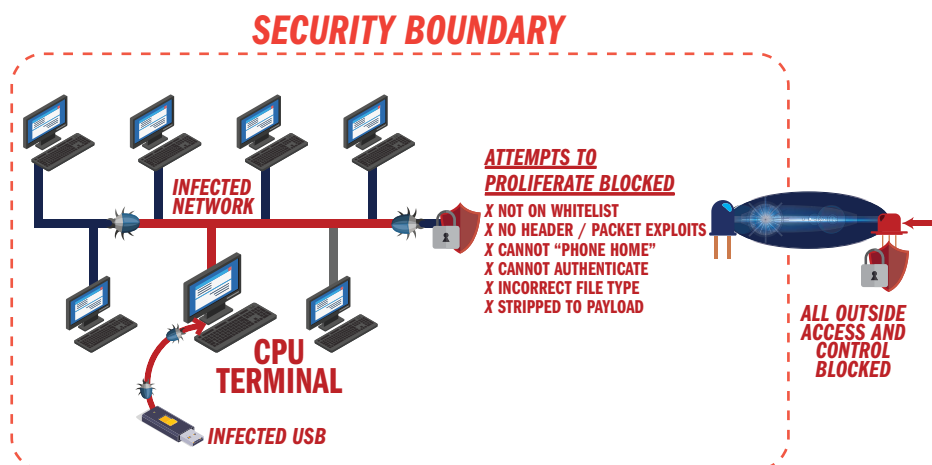 SECURITY BOUNDARY
INFECTED
NETWORK
ATTEMPTS TO
PROLIFERATE BLOCKED
X NOT ON WHITELIST
X NO HEADER / PACKET EXPLOITS
X CANNOT “PHONE HOME”
X CANNOT AUTHENTICATE
X INCORRECT FILE TYPE
X STRIPPED TO PAYLOAD
ALL OUTSIDE
ACCESS AND
CONTROL
BLOCKED
CPU
TERMINAL
INFECTED USB